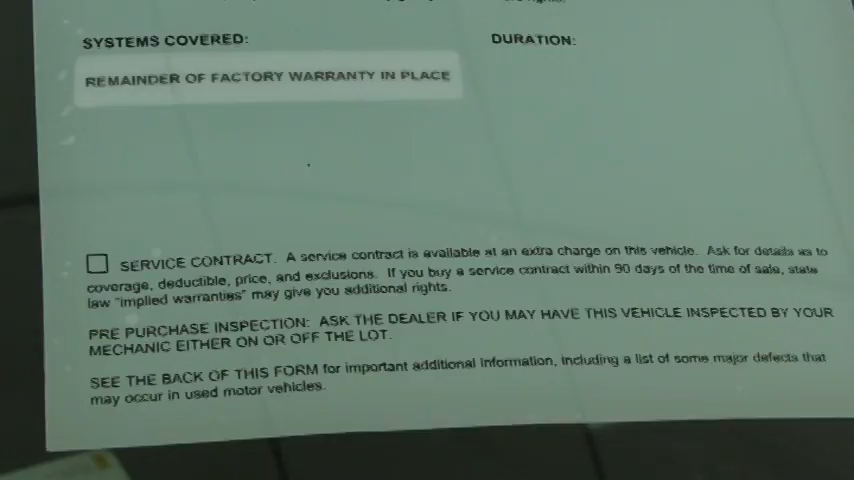 SYSTEMS COVERED:
DURATION:
REMAINDER OF FACTORY WARRANTY IN PLACE
SERVICE CONTRACT. A service contract is available at an extra charge on this vehicle. Ask for details as to
coverage, deductible, price, and exclusions. If you buy a service contract within 90 days of the time of sale, state
law "implied warranties" may give you additional rights.
PRE PURCHASE INSPECTION: ASK THE DEALER IF YOU MAY HAVE THIS VEHICLE INSPECTED BY YOUR
MECHANIC EITHER ON OR OFF THE LOT.
SEE THE BACK OF THIS FORM for important additional information, including a list of some major defects that
may occur in used motor vehicles.